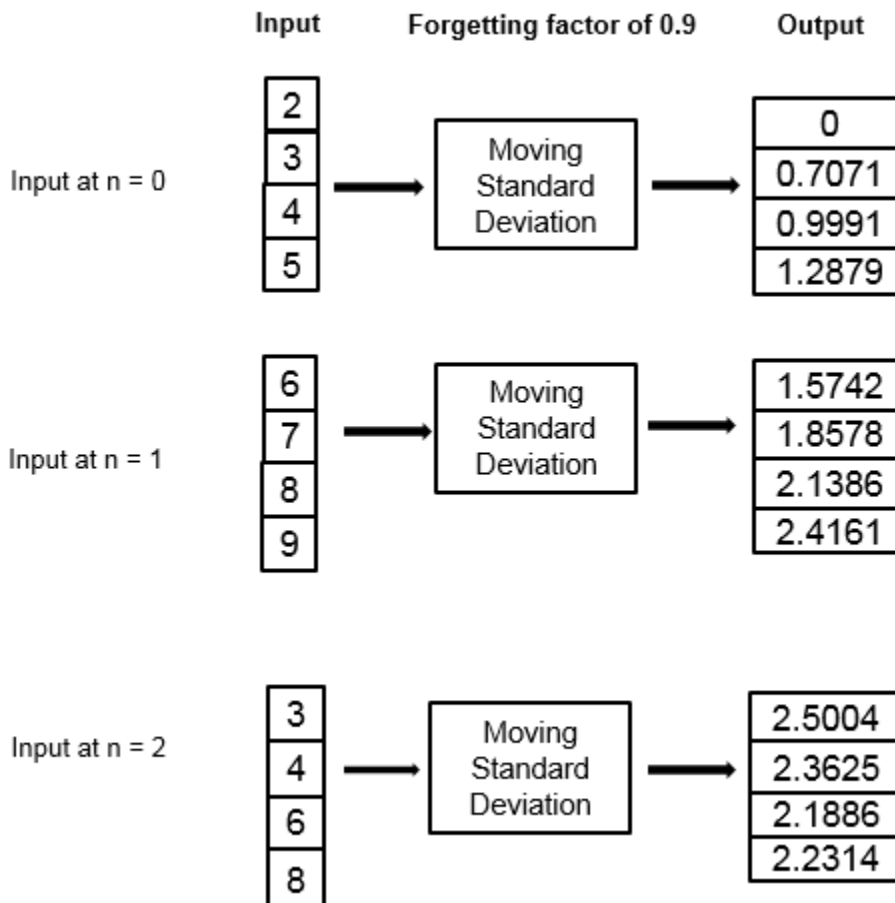 Input Forgetting factor of 0.9 Output
Input at n = 0
2
3
4
5
Moving
Standard
Deviation
0
0.7071
0.9991
1.2879
Input at n = 1
6
7
8
9
Moving
Standard
Deviation
1.5742
1.8578
2.1386
2.4161
Input at n = 2
3
4
6
8
Moving
Standard
Deviation
2.5004
2.3625
2.1886
2.2314